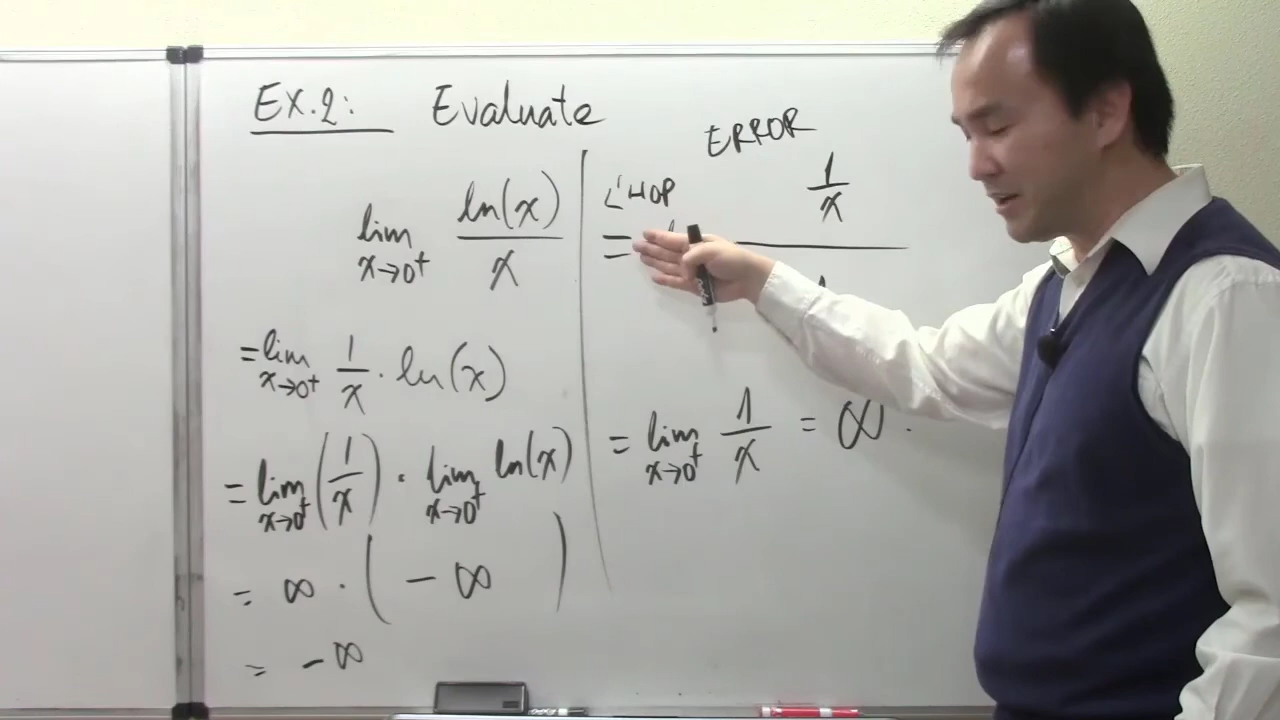 Ex.2: Evaluate
lim x→0⁺ ln(x)/x
= lim x→0⁺ 1/x · ln(x)
= lim x→0⁺ (1/x) · lim x→0⁺ ln(x)
= ∞ · ( - ∞ )
= -∞
ERROR
L'HOP
= 1/x
= lim x→0⁺ 1/x = ∞.